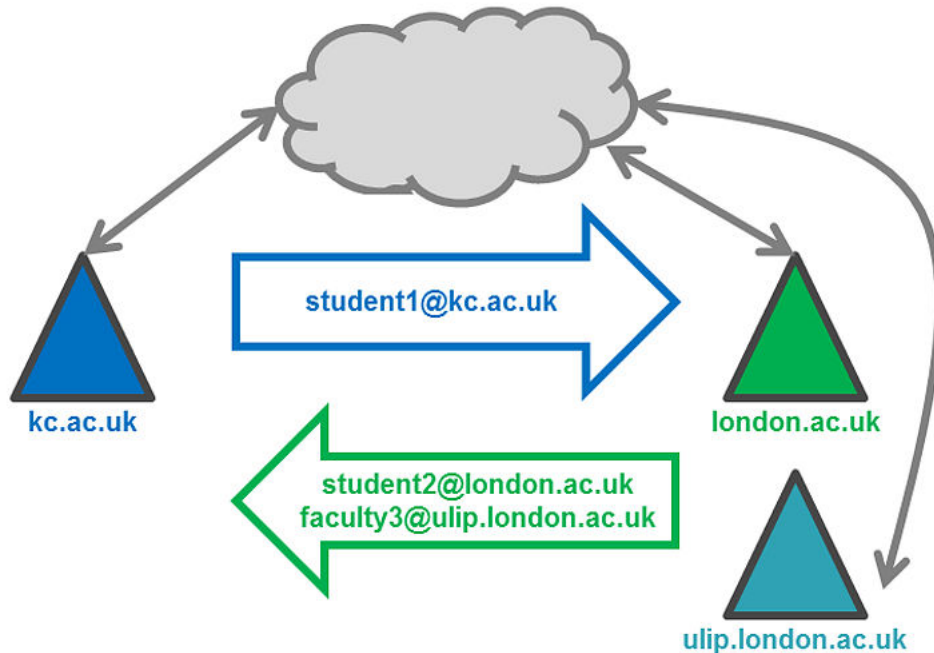 student1@kc.ac.uk
kc.ac.uk
london.ac.uk
student2@london.ac.uk
faculty3@ulip.london.ac.uk
ulip.london.ac.uk